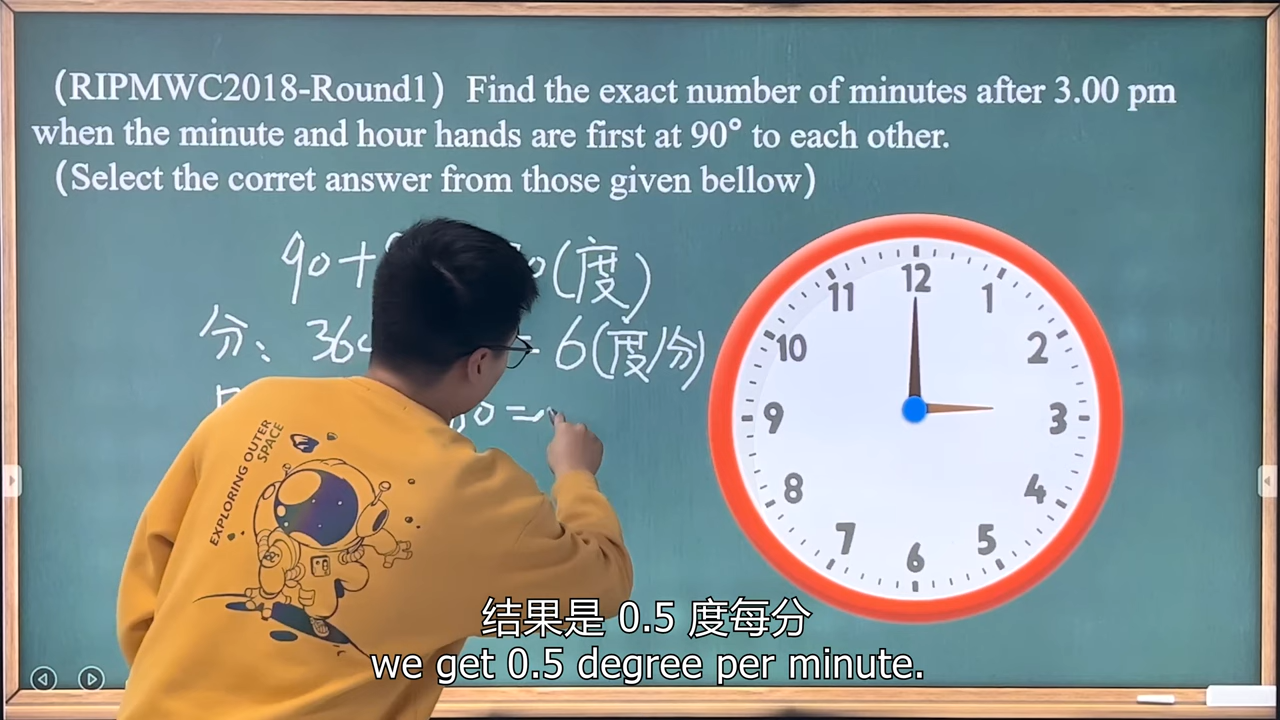 (RIPMWC2018-Round1) Find the exact number of minutes after 3.00 pm
when the minute and hour hands are first at 90° to each other.
(Select the corret answer from those given bellow)
90+ (度)
分: 36 = 6(度/分)
=
12
11
1
10
2
9
3
8
4
7
5
6
EXPLORING OUTER
SPACE
结果是 0.5 度每分
we get 0.5 degree per minute.